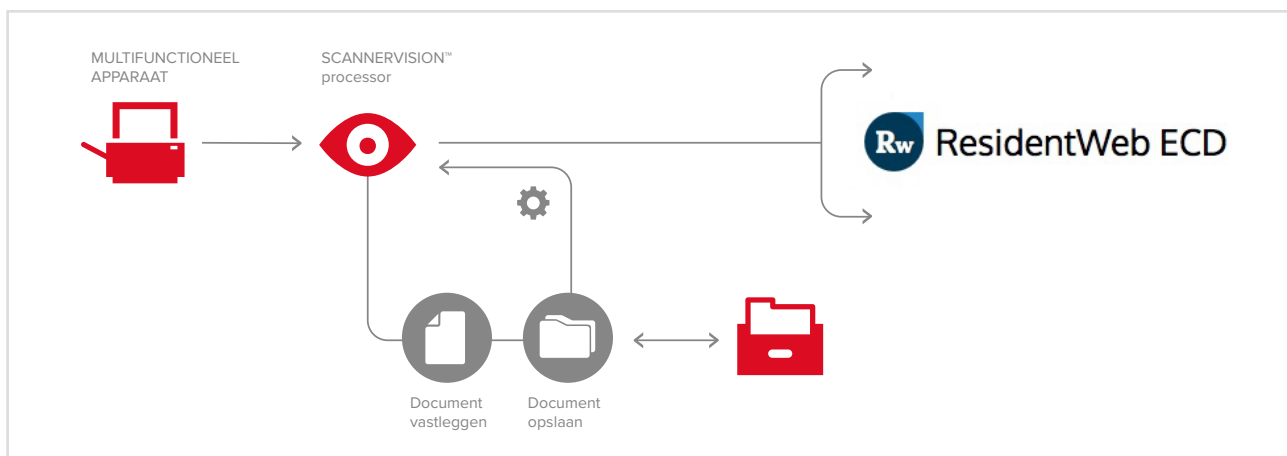 MULTIFUNCTIONEEL
APPARAAT
SCANNERVISION™
processor
Rw ResidentWeb ECD
Document
vastleggen
Document
opslaan